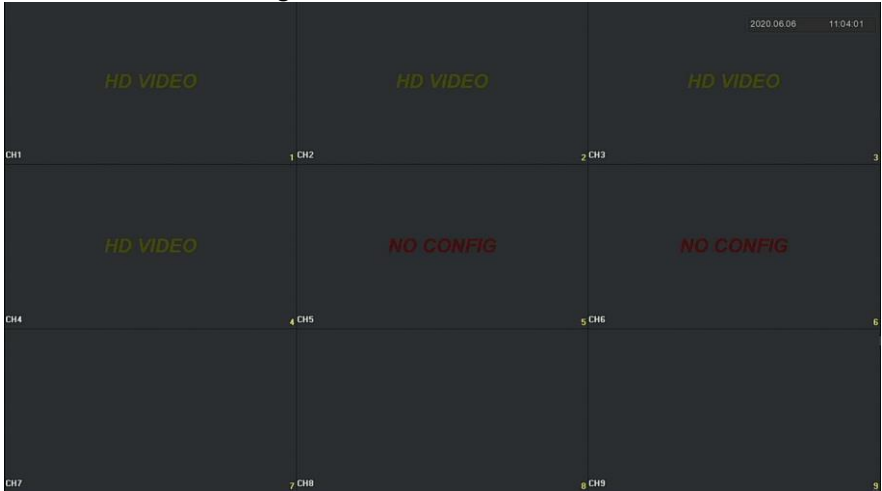 2020.06.06 11:04:01
HD VIDEO HD VIDEO HD VIDEO
CH1 1 CH2 2 CH3 3
HD VIDEO NO CONFIG NO CONFIG
CH4 4 CH5 5 CH6 6
CH7 7 CH8 8 CH9 9